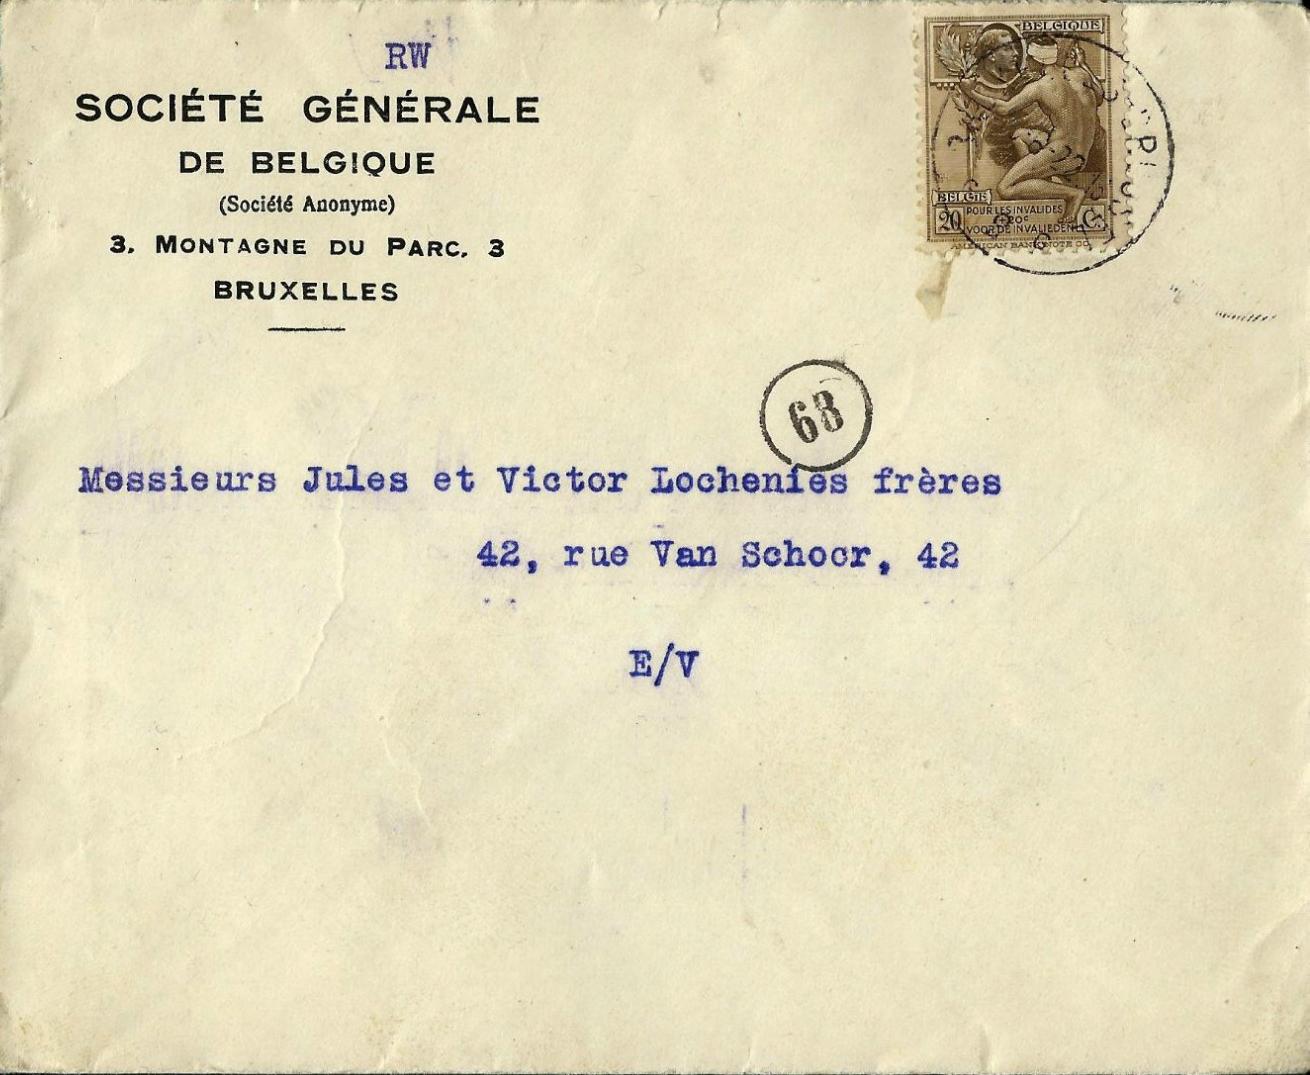 RW
SOCIÉTÉ GÉNÉRALE
DE BELGIQUE
(Société Anonyme)
3, MONTAGNE DU PARC, 3
BRUXELLES
BELGIQUE
BELGIË
20 POUR LES INVALIDES C.
+20c
VOOR DE INVALIEDEN
AMERICAN BANK NOTE CO.
68
Messieurs Jules et Victor Lochenies frères
42, rue Van Schoor, 42
E/V